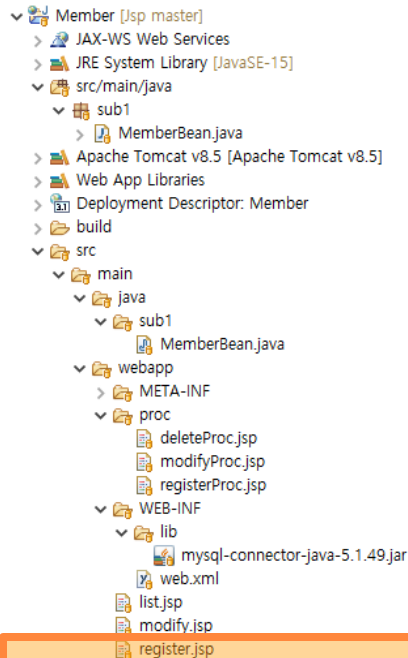 Member [Jsp master]
JAX-WS Web Services
JRE System Library [JavaSE-15]
src/main/java
sub1
MemberBean.java
Apache Tomcat v8.5 [Apache Tomcat v8.5]
Web App Libraries
3.1 Deployment Descriptor: Member
build
src
main
java
sub1
MemberBean.java
webapp
META-INF
proc
deleteProc.jsp
modifyProc.jsp
registerProc.jsp
WEB-INF
lib
mysql-connector-java-5.1.49.jar
web.xml
list.jsp
modify.jsp
register.jsp